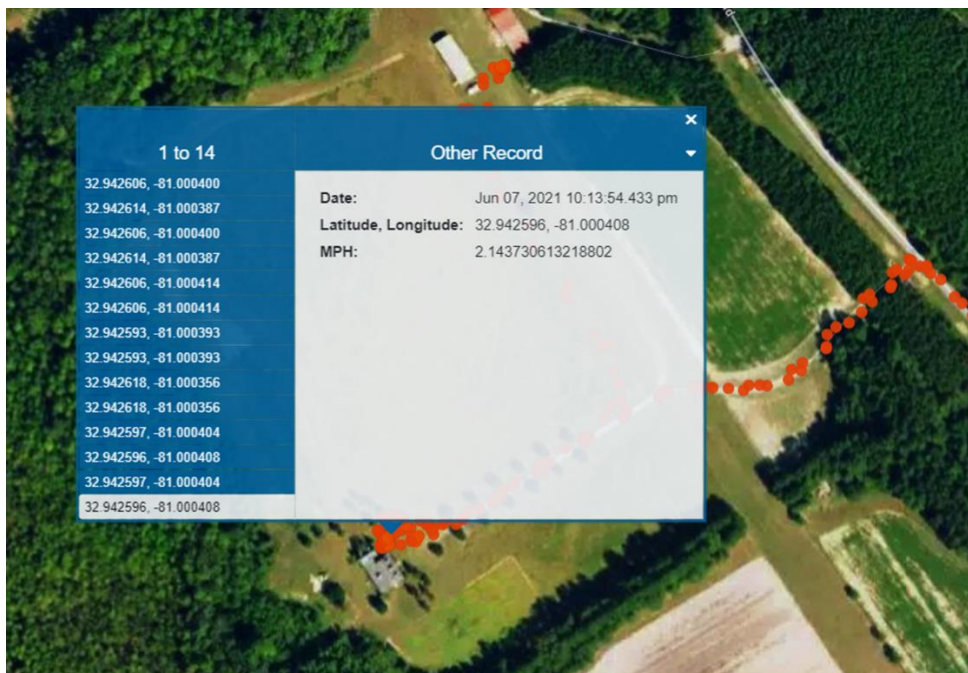 1 to 14
32.942606, -81.000400
32.942614, -81.000387
32.942606, -81.000400
32.942614, -81.000387
32.942606, -81.000414
32.942606, -81.000414
32.942593, -81.000393
32.942593, -81.000393
32.942618, -81.000356
32.942618, -81.000356
32.942597, -81.000404
32.942596, -81.000408
32.942597, -81.000404
32.942596, -81.000408
Other Record
Date: Jun 07, 2021 10:13:54.433 pm
Latitude, Longitude: 32.942596, -81.000408
MPH: 2.143730613218802